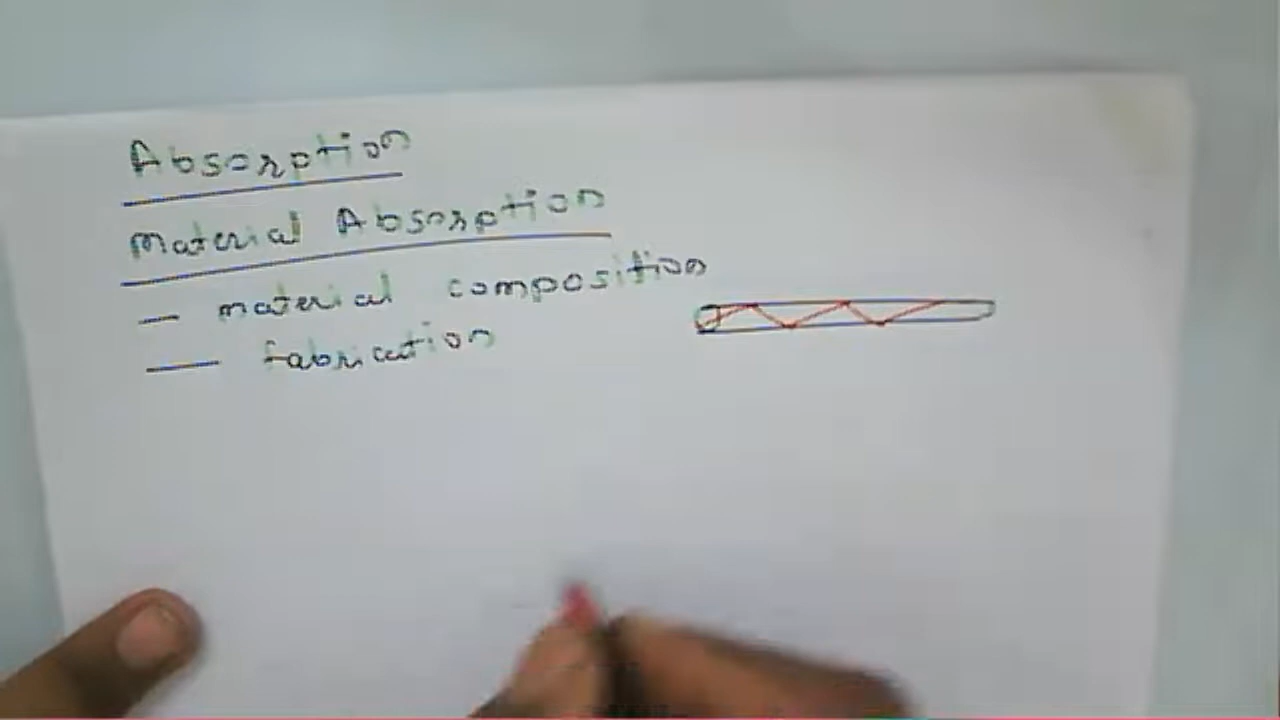 Absorption
Material Absorption
— material composition
— fabrication